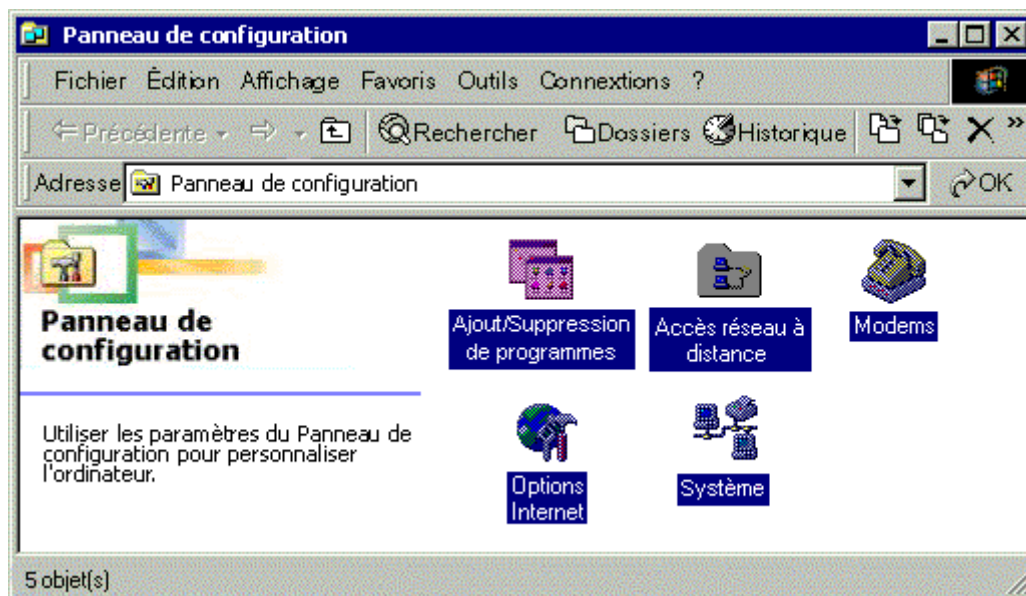 Panneau de configuration
Fichier Édition Affichage Favoris Outils Connextions ?
Précédente Rechercher Dossiers Historique »
Adresse Panneau de configuration OK
Panneau de
configuration
Utiliser les paramètres du Panneau de
configuration pour personnaliser
l'ordinateur.
Ajout/Suppression
de programmes
Accès réseau à
distance
Modems
Options
Internet
Système
5 objet(s)